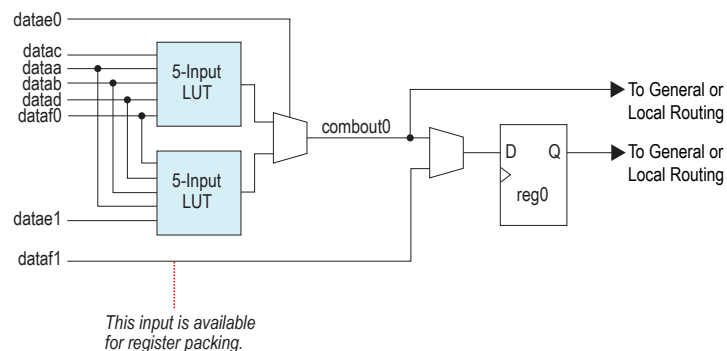 datae0
datac
dataa
datab
datad
dataf0
5-Input
LUT
combout0
To General or
Local Routing
D Q
reg0
To General or
Local Routing
5-Input
LUT
datae1
dataf1
This input is available
for register packing.